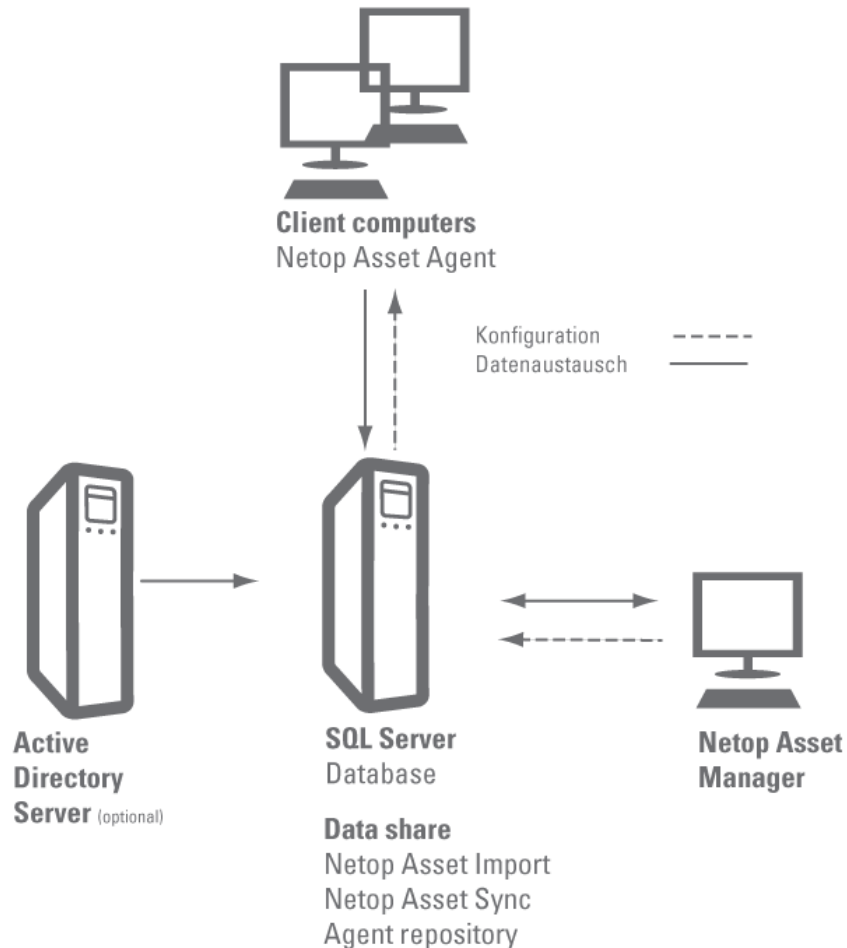 Client computers
Netop Asset Agent
Konfiguration
Datenaustausch
Active
Directory
Server (optional)
SQL Server
Database
Data share
Netop Asset Import
Netop Asset Sync
Agent repository
Netop Asset
Manager